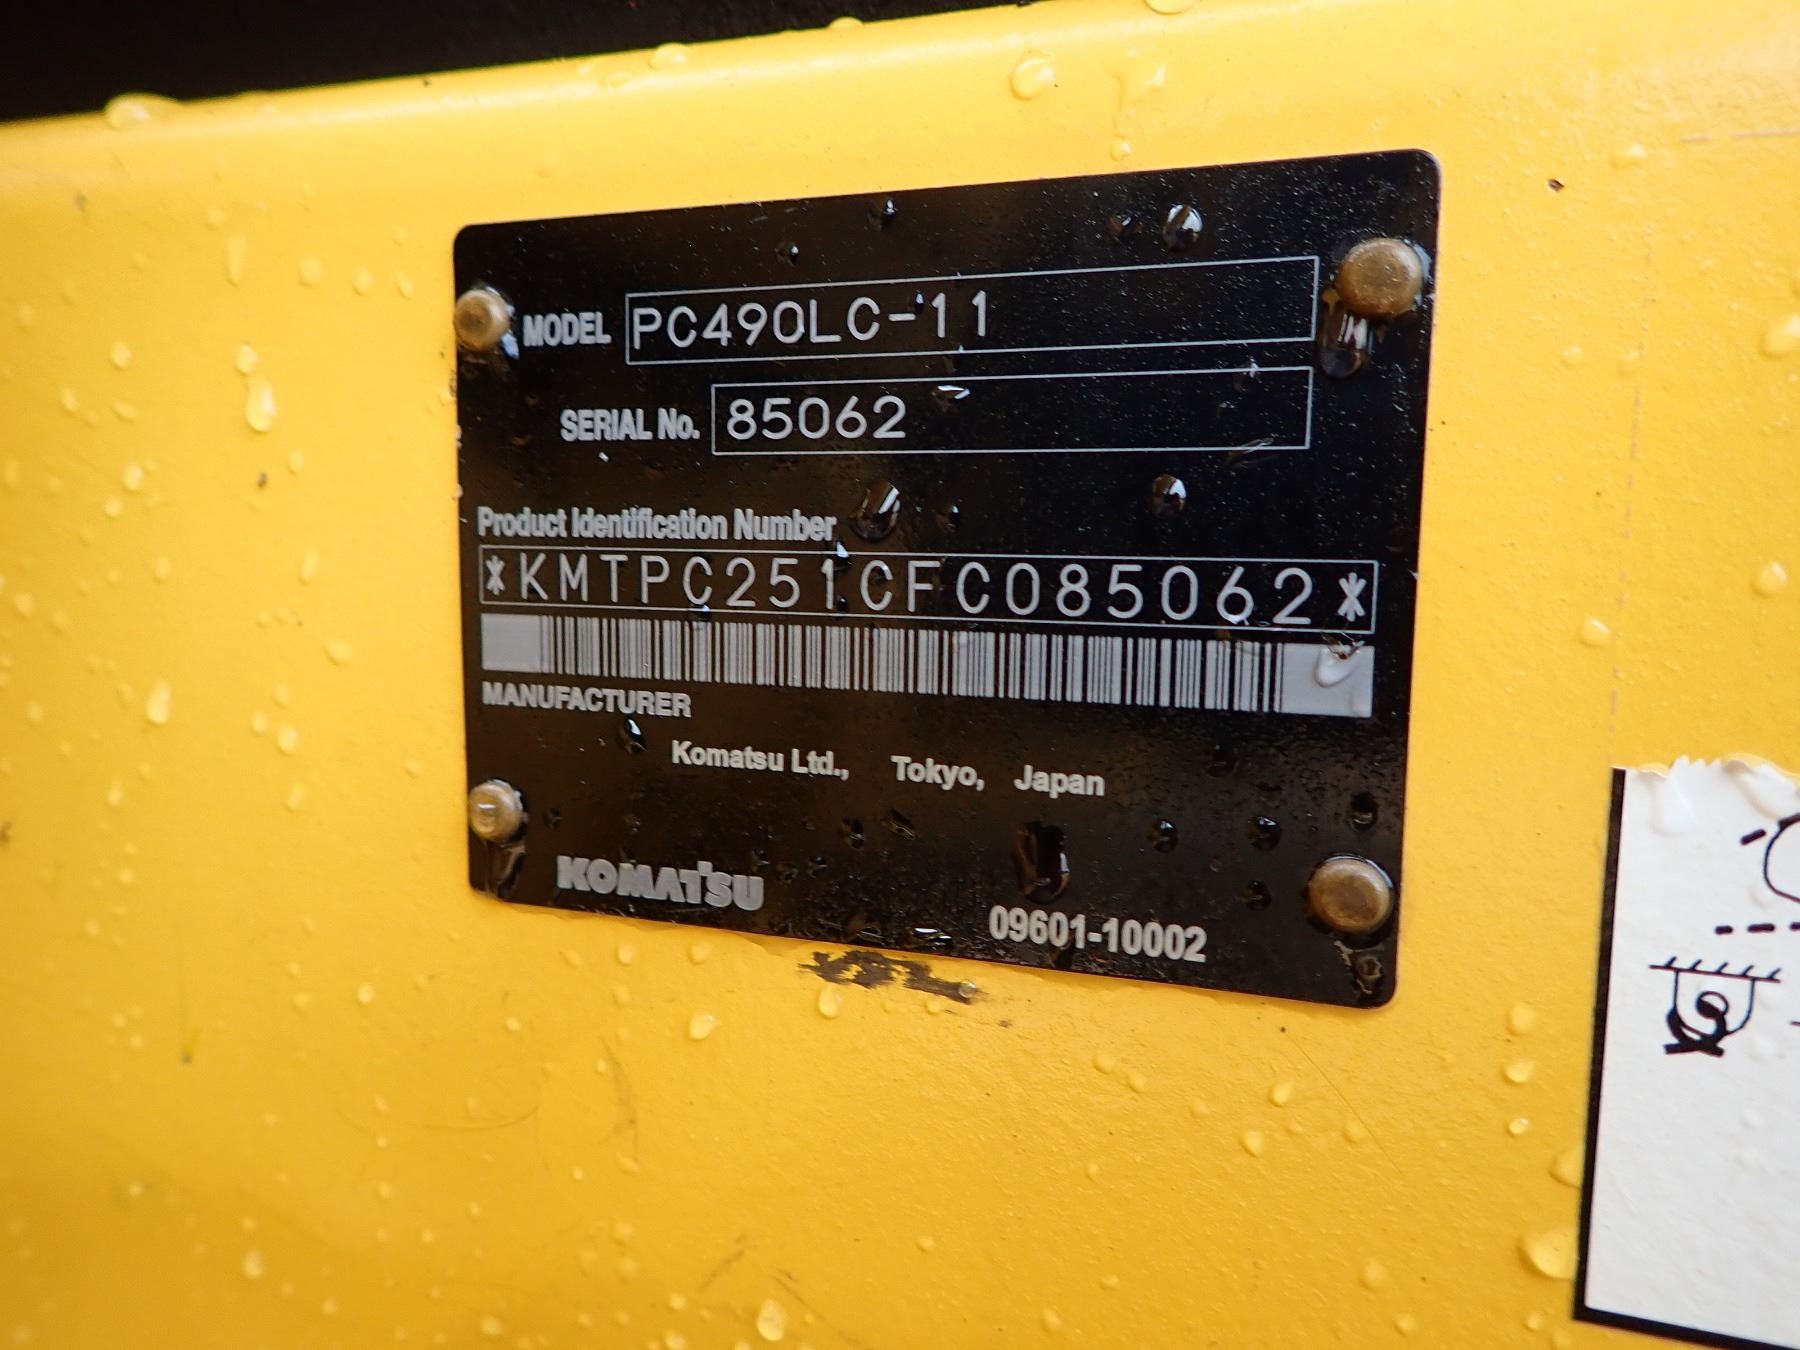 MODEL PC490LC-11
SERIAL No. 85062
Product Identification Number
*KMTPC251CFC085062*
MANUFACTURER
Komatsu Ltd., Tokyo, Japan
KOMATSU
09601-10002